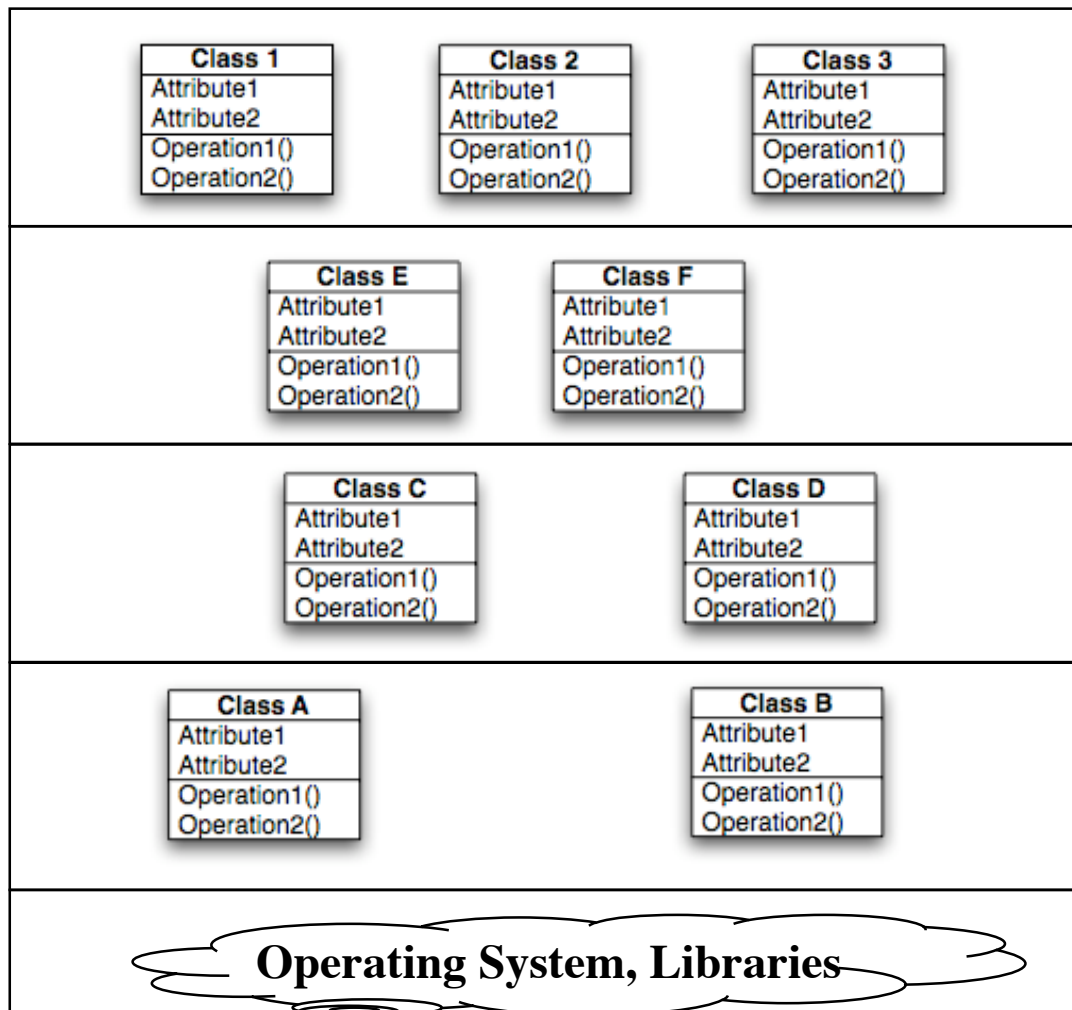 Class 1
Attribute1
Attribute2
Operation1()
Operation2()
Class 2
Attribute1
Attribute2
Operation1()
Operation2()
Class 3
Attribute1
Attribute2
Operation1()
Operation2()
Class E
Attribute1
Attribute2
Operation1()
Operation2()
Class F
Attribute1
Attribute2
Operation1()
Operation2()
Class C
Attribute1
Attribute2
Operation1()
Operation2()
Class D
Attribute1
Attribute2
Operation1()
Operation2()
Class A
Attribute1
Attribute2
Operation1()
Operation2()
Class B
Attribute1
Attribute2
Operation1()
Operation2()
Operating System, Libraries